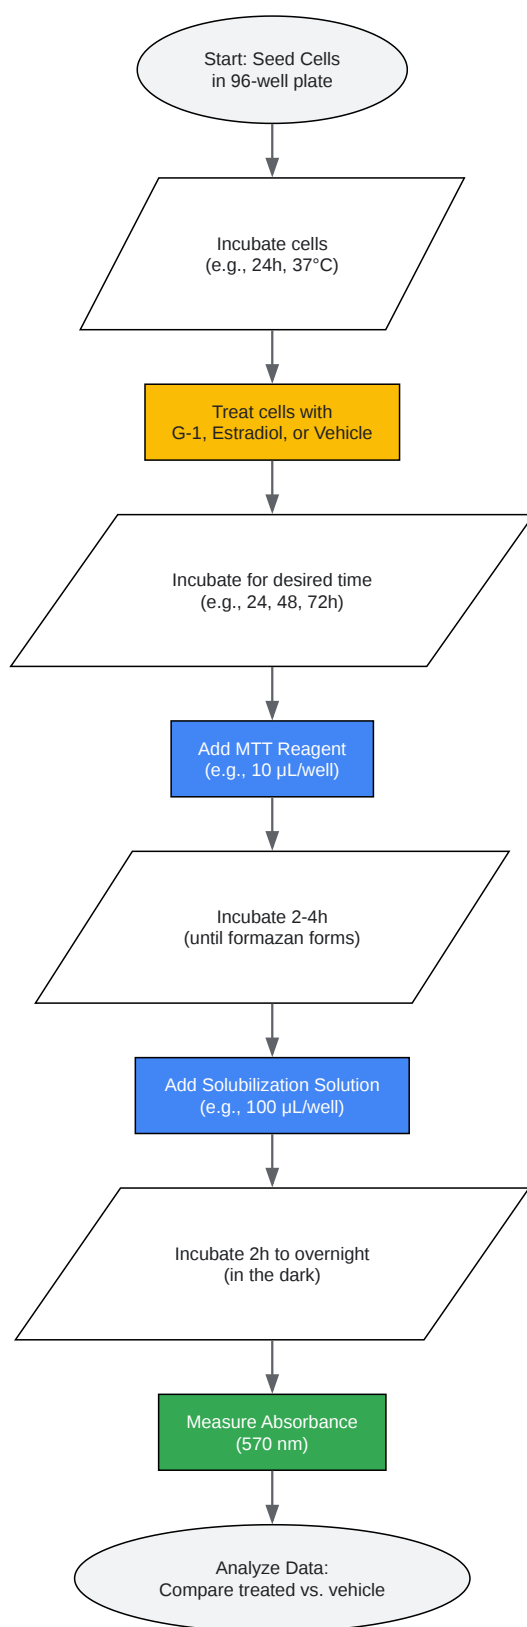 Start: Seed Cells
in 96-well plate
Incubate cells
(e.g., 24h, 37°C)
Treat cells with
G-1, Estradiol, or Vehicle
Incubate for desired time
(e.g., 24, 48, 72h)
Add MTT Reagent
(e.g., 10 µL/well)
Incubate 2-4h
(until formazan forms)
Add Solubilization Solution
(e.g., 100 µL/well)
Incubate 2h to overnight
(in the dark)
Measure Absorbance
(570 nm)
Analyze Data:
Compare treated vs. vehicle